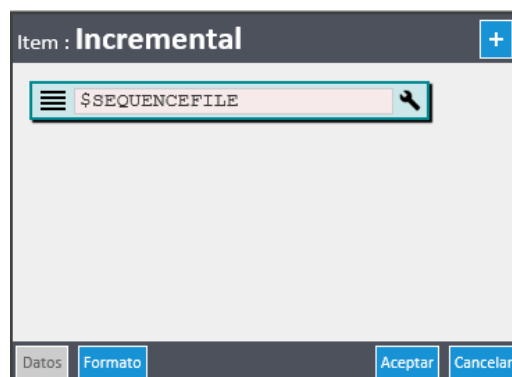 Item : Incremental +
$SEQUENCEFILE
Datos Formato Aceptar Cancelar